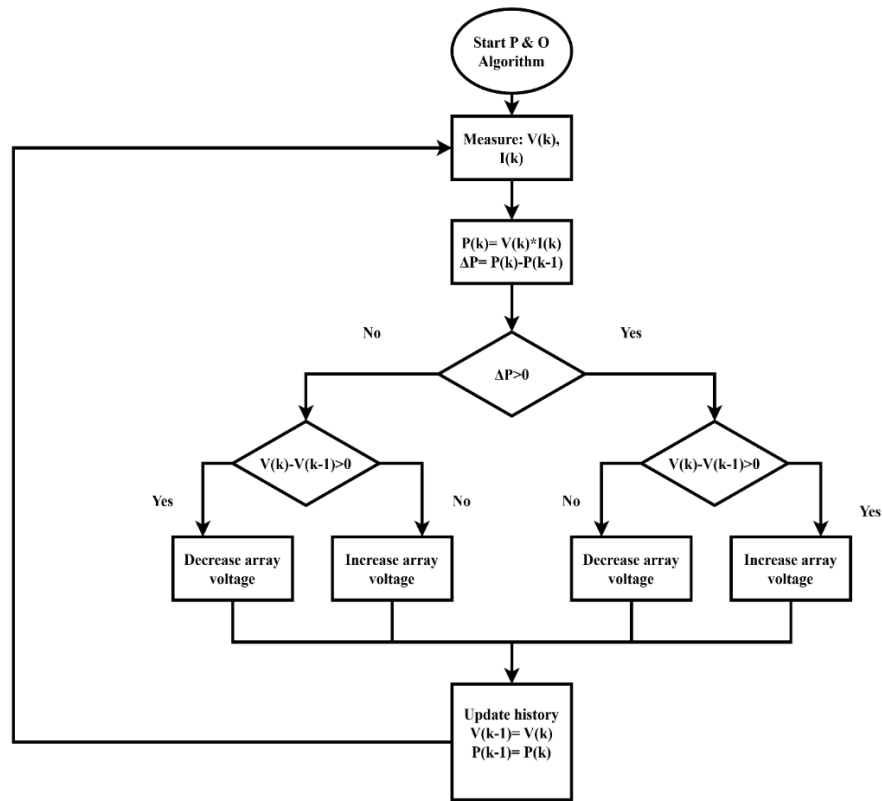 Start P & O
Algorithm
Measure: V(k),
I(k)
P(k)= V(k)*I(k)
ΔP= P(k)-P(k-1)
No
Yes
ΔP>0
V(k)-V(k-1)>0
V(k)-V(k-1)>0
Yes
No
No
Yes
Decrease array
voltage
Increase array
voltage
Decrease array
voltage
Increase array
voltage
Update history
V(k-1)= V(k)
P(k-1)= P(k)